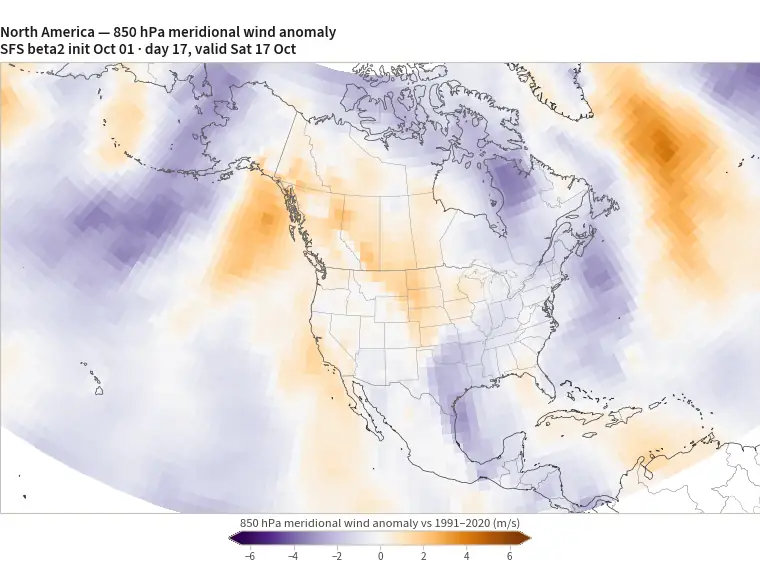 North America — 850 hPa meridional wind anomaly
SFS beta2 init Oct 01 · day 17, valid Sat 17 Oct
850 hPa meridional wind anomaly vs 1991–2020 (m/s)
−6 −4 −2 0 2 4 6